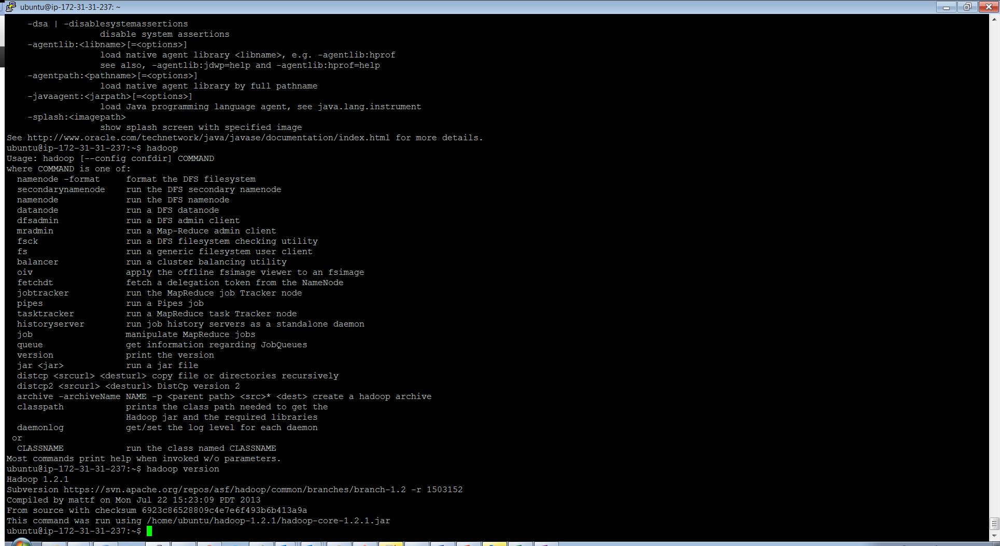 ubuntu@ip-172-31-31-237: ~
-dsa | -disablesystemassertions
disable system assertions
-agentlib:<libname>[=<options>]
load native agent library <libname>, e.g. -agentlib:hprof
see also, -agentlib:jdwp=help and -agentlib:hprof=help
-agentpath:<pathname>[=<options>]
load native agent library by full pathname
-javaagent:<jarpath>[=<options>]
load Java programming language agent, see java.lang.instrument
-splash:<imagepath>
show splash screen with specified image
See http://www.oracle.com/technetwork/java/javase/documentation/index.html for more details.
ubuntu@ip-172-31-31-237:~$ hadoop
Usage: hadoop [--config confdir] COMMAND
where COMMAND is one of:
namenode -format     format the DFS filesystem
secondarynamenode    run the DFS secondary namenode
namenode             run the DFS namenode
datanode             run a DFS datanode
dfsadmin             run a DFS admin client
mradmin              run a Map-Reduce admin client
fsck                 run a DFS filesystem checking utility
fs                   run a generic filesystem user client
balancer             run a cluster balancing utility
oiv                  apply the offline fsimage viewer to an fsimage
fetchdt              fetch a delegation token from the NameNode
jobtracker           run the MapReduce job Tracker node
pipes                run a Pipes job
tasktracker          run a MapReduce task Tracker node
historyserver        run job history servers as a standalone daemon
job                  manipulate MapReduce jobs
queue                get information regarding JobQueues
version              print the version
jar <jar>            run a jar file
distcp <srcurl> <desturl> copy file or directories recursively
distcp2 <srcurl> <desturl> DistCp version 2
archive -archiveName NAME -p <parent path> <src>* <dest> create a hadoop archive
classpath            prints the class path needed to get the
Hadoop jar and the required libraries
daemonlog            get/set the log level for each daemon
or
CLASSNAME            run the class named CLASSNAME
Most commands print help when invoked w/o parameters.
ubuntu@ip-172-31-31-237:~$ hadoop version
Hadoop 1.2.1
Subversion https://svn.apache.org/repos/asf/hadoop/common/branches/branch-1.2 -r 1503152
Compiled by mattf on Mon Jul 22 15:23:09 PDT 2013
From source with checksum 6923c86528809c4e7e6f493b6b413a9a
This command was run using /home/ubuntu/hadoop-1.2.1/hadoop-core-1.2.1.jar
ubuntu@ip-172-31-31-237:~$